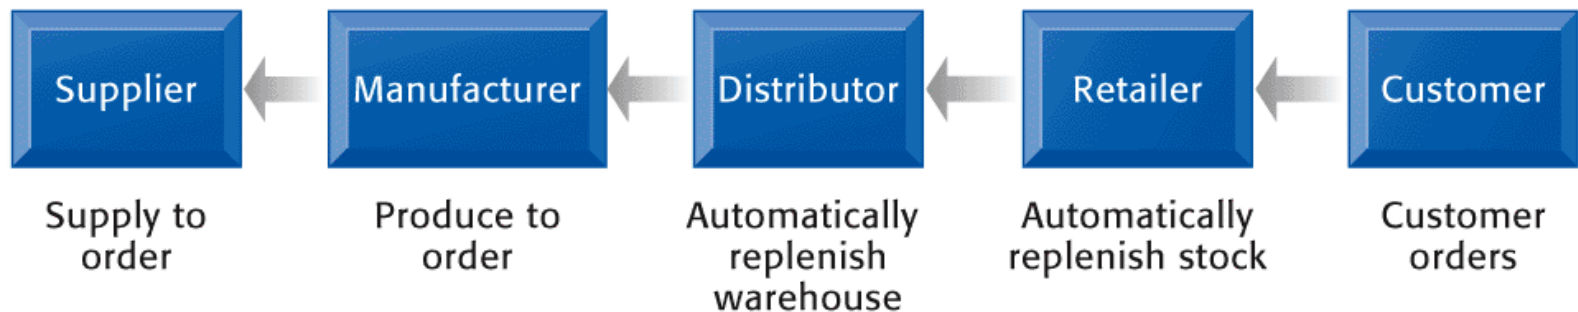 Supplier
Manufacturer
Distributor
Retailer
Customer
Supply to
order
Produce to
order
Automatically
replenish
warehouse
Automatically
replenish stock
Customer
orders